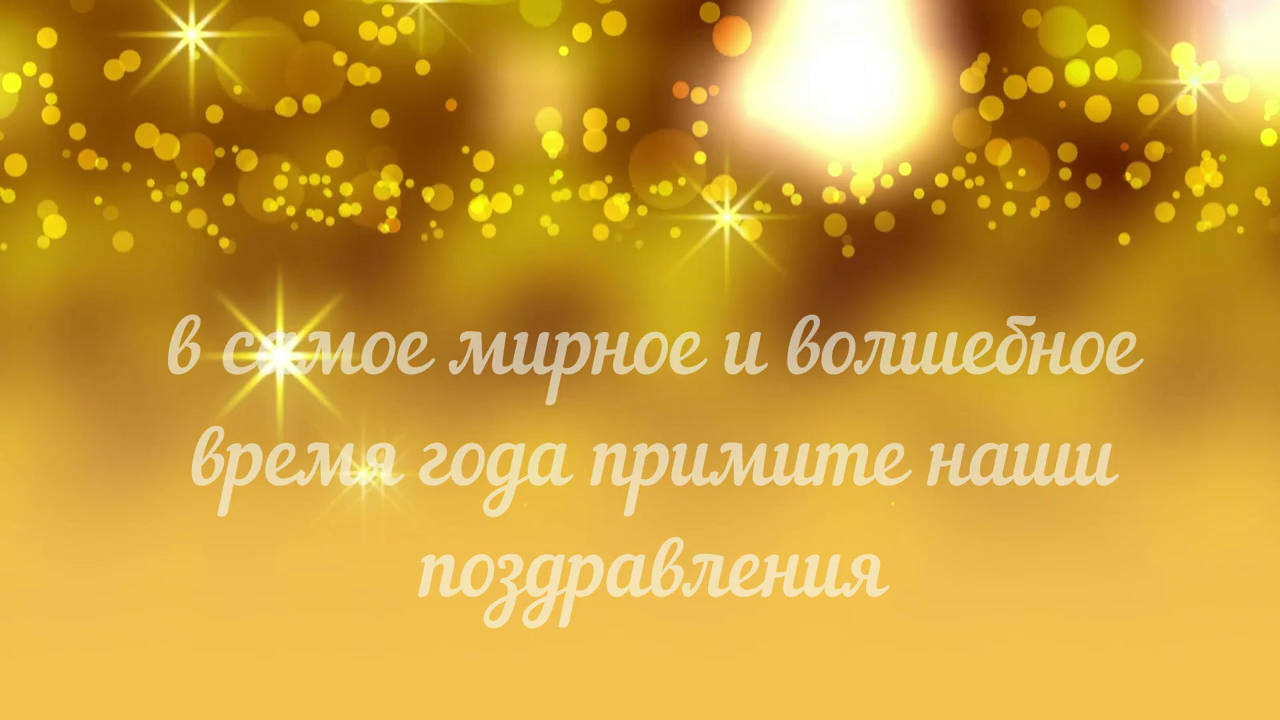 в самое мирное и волшебное
время года примите наши
поздравления